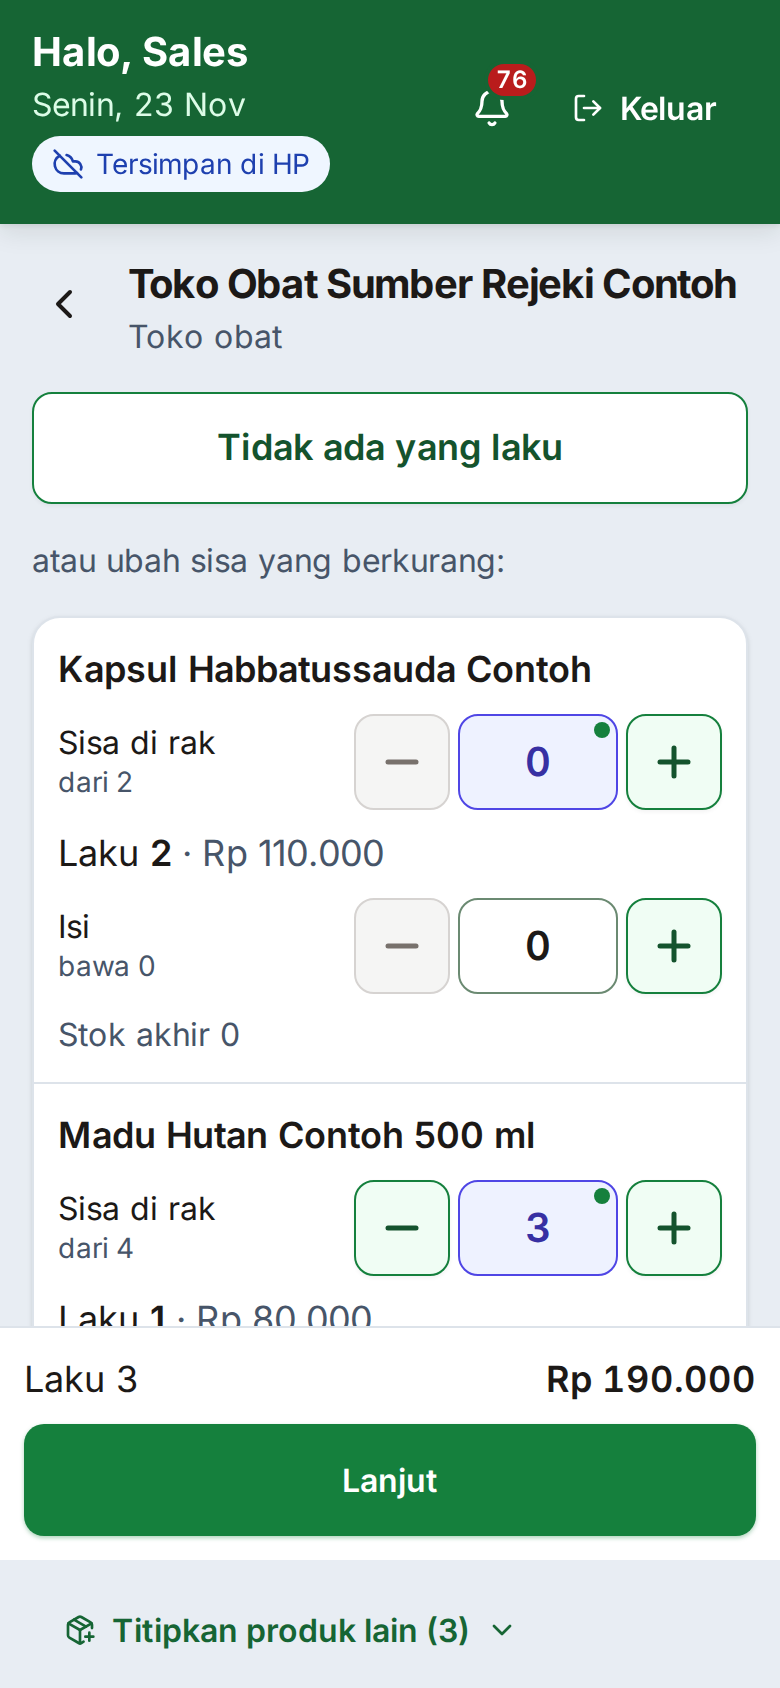 Halo, Sales
Senin, 23 Nov
Tersimpan di HP
76
Keluar
Toko Obat Sumber Rejeki Contoh
Toko obat
Tidak ada yang laku
atau ubah sisa yang berkurang:
Kapsul Habbatussauda Contoh
Sisa di rak
dari 2
0
Laku 2 · Rp 110.000
Isi
bawa 0
0
Stok akhir 0
Madu Hutan Contoh 500 ml
Sisa di rak
dari 4
3
Laku 1 · Rp 80.000
Laku 3
Rp 190.000
Lanjut
Titipkan produk lain (3)